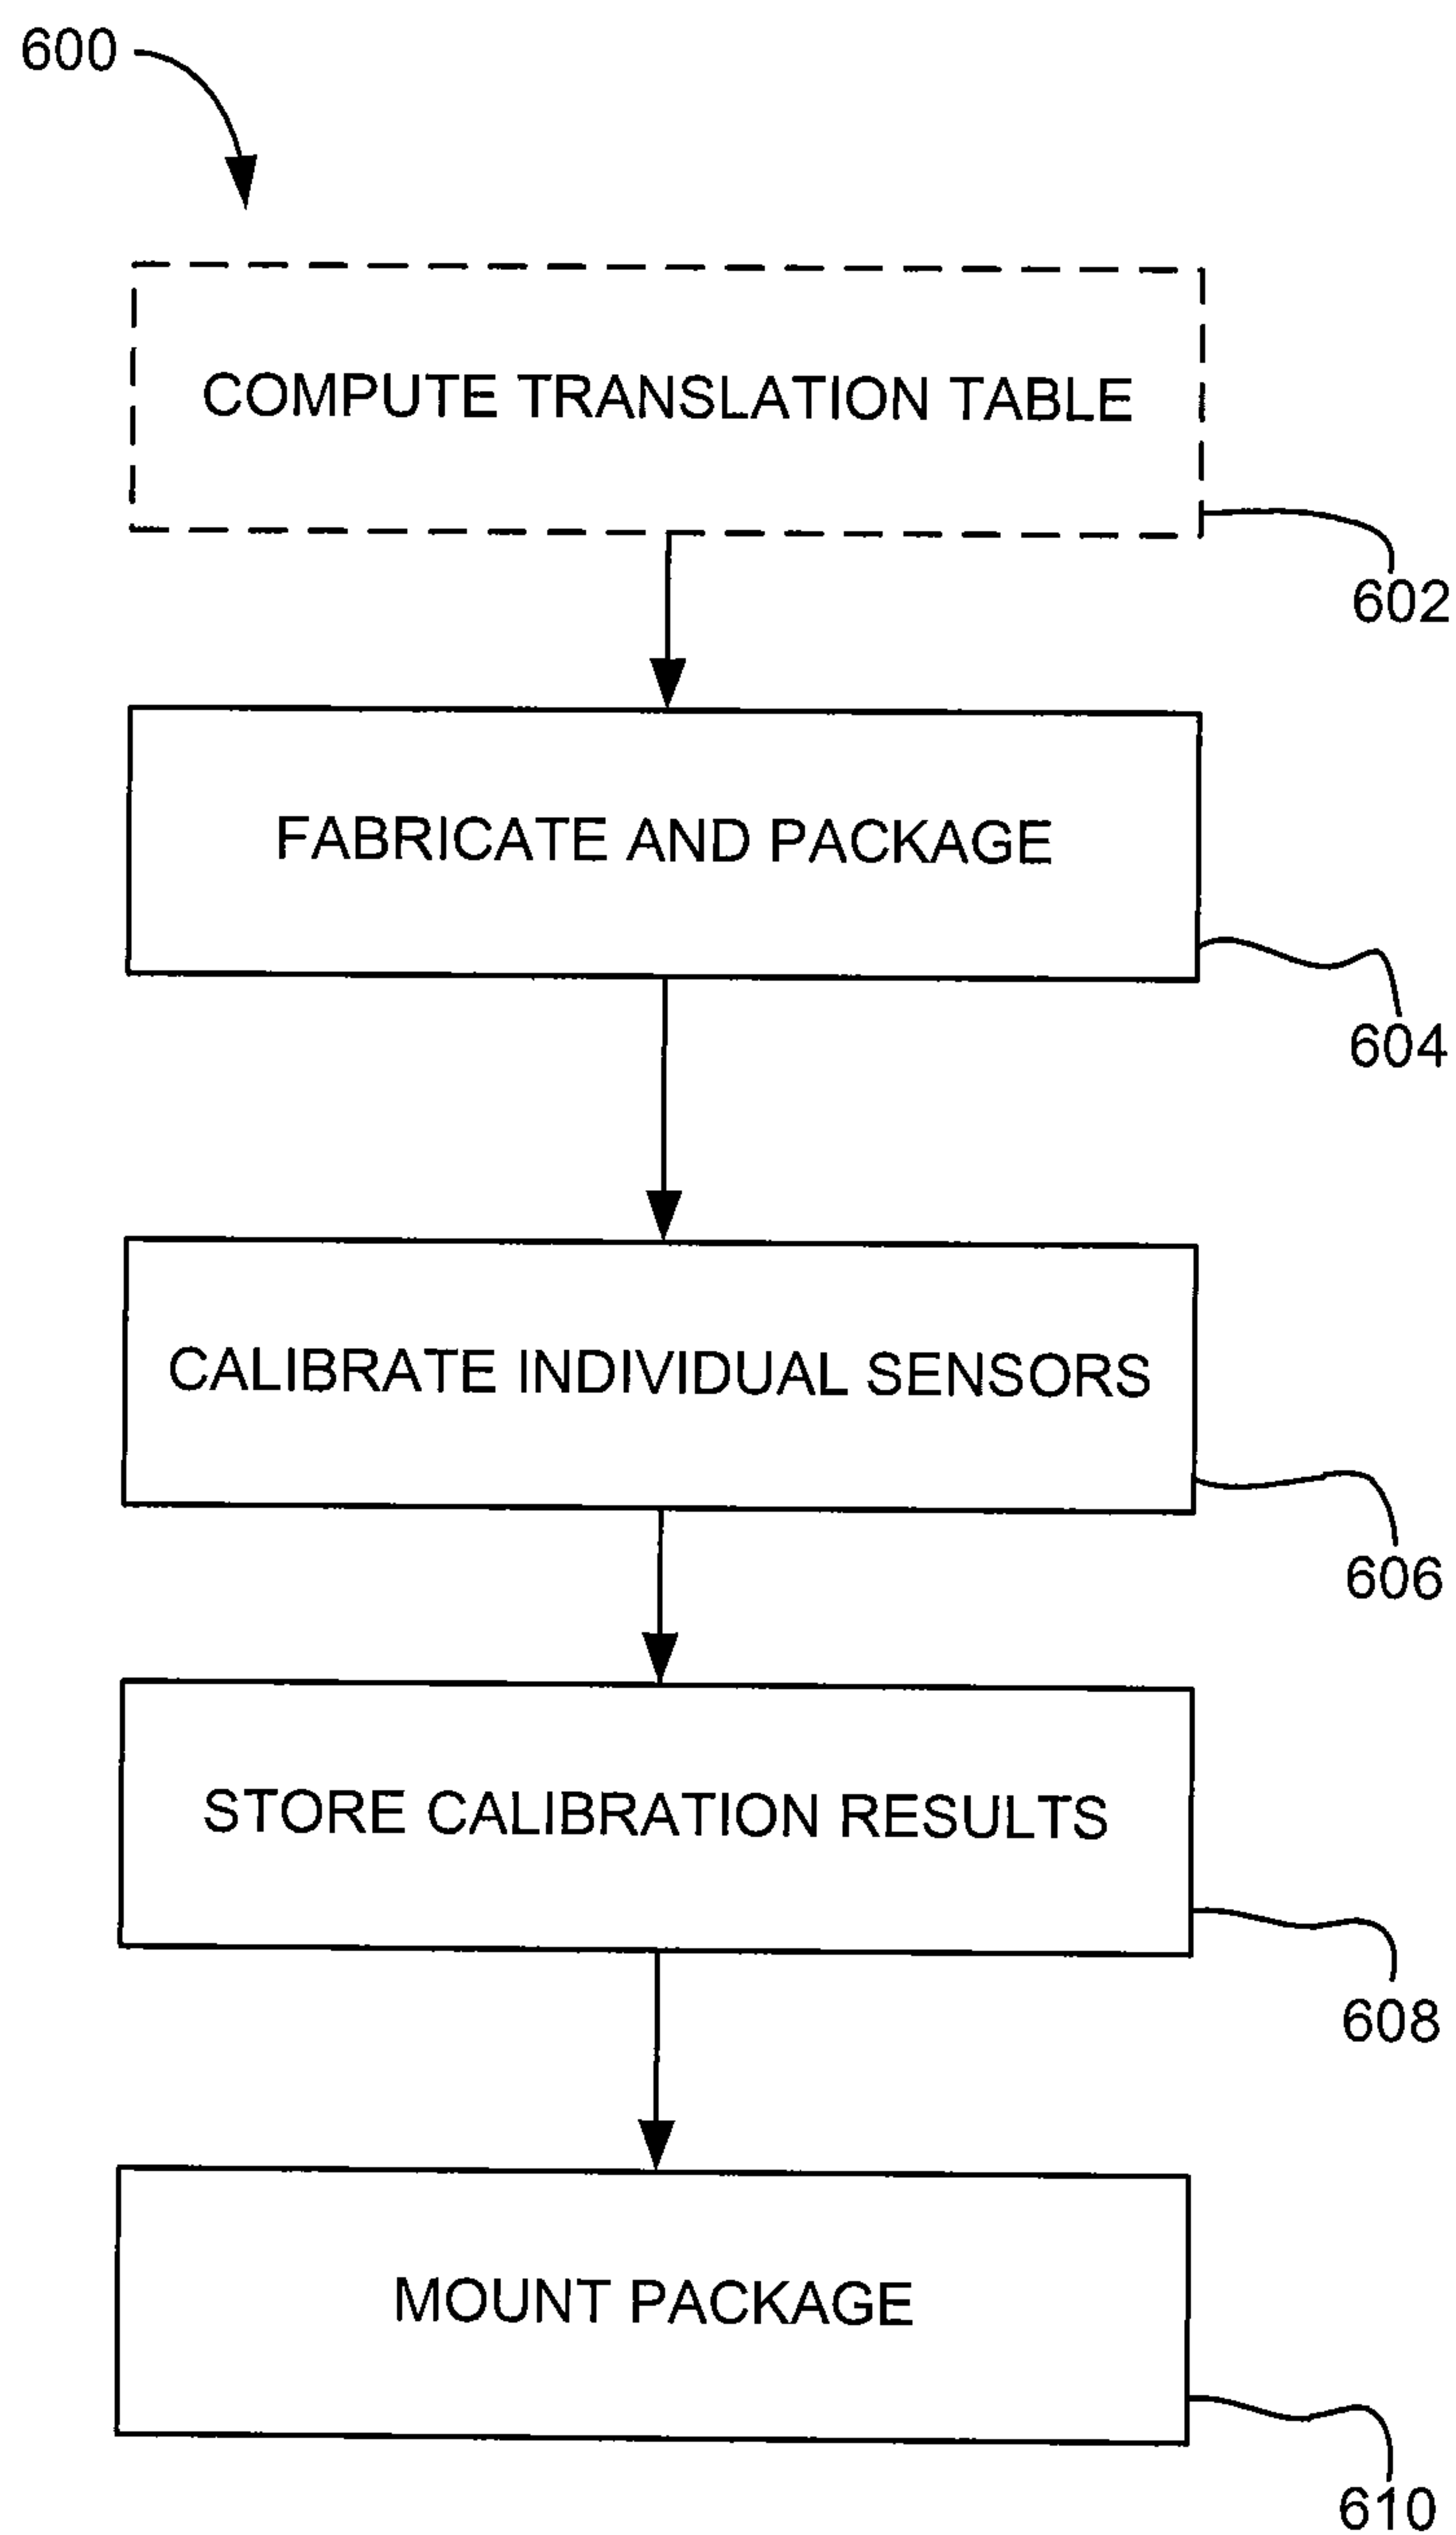 600
COMPUTE TRANSLATION TABLE
602
FABRICATE AND PACKAGE
604
CALIBRATE INDIVIDUAL SENSORS
606
STORE CALIBRATION RESULTS
608
MOUNT PACKAGE
610